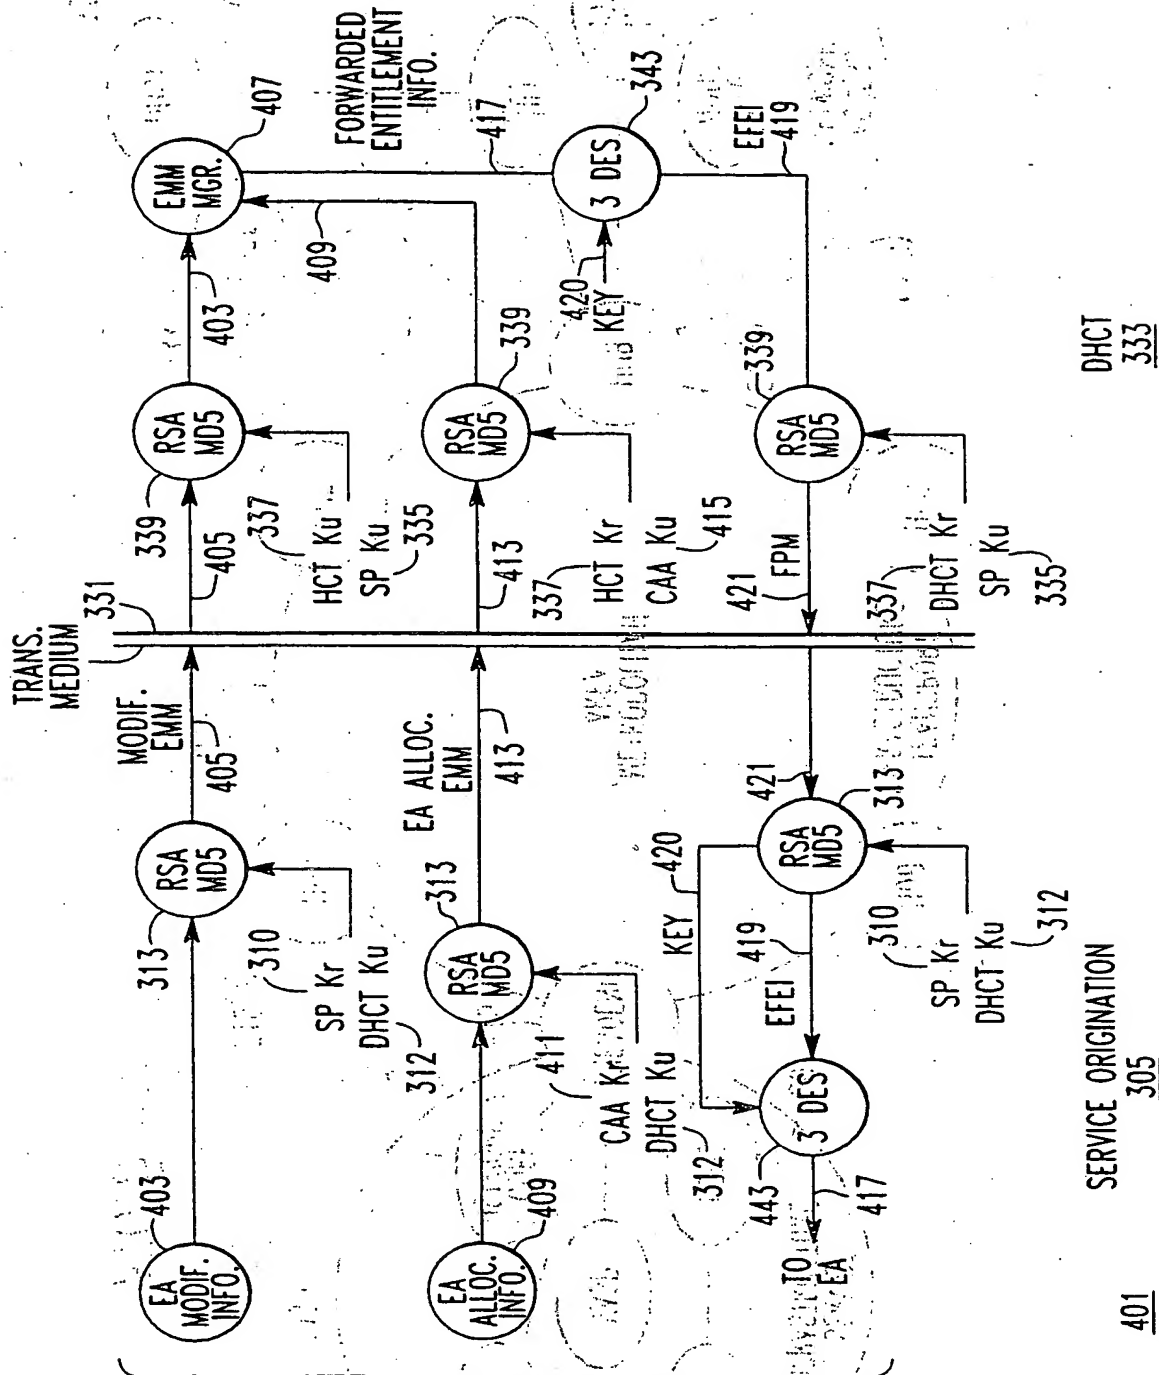 TRANS.
MEDIUM
331
EA
MODIF.
INFO.
403
313
RSA
MD5
310
SP Kr
DHCT Ku
312
MODIF.
EMM
405
339
405
RSA
MD5
337
HCT Ku
SP Ku
335
403
EMM
MGR.
407
FORWARDED
ENTITLEMENT
INFO.
417
409
EA
ALLOC.
INFO.
409
RSA
MD5
313
411
CAA Kr
DHCT Ku
312
EA ALLOC.
EMM
413
413
RSA
MD5
339
337
HCT Kr
CAA Ku
415
420
KEY
3 DES
343
EFEI
419
TO
EA
417
443
3 DES
KEY
420
EFEI
419
RSA
MD5
313
421
310
SP Kr
DHCT Ku
312
421
FPM
RSA
MD5
339
337
DHCT Kr
SP Ku
335
401
SERVICE ORIGINATION
305
DHCT
333